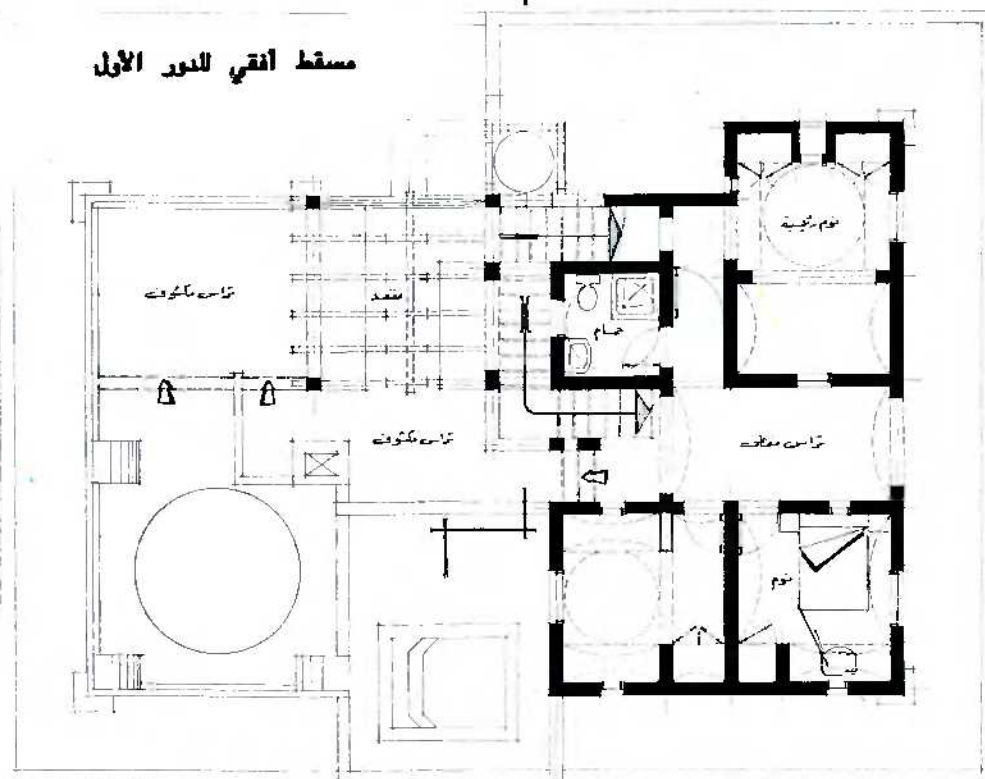 مسقط أفقي للدور الأول
نوم رئيسية
تراس مكشوف
مقعد
حمام
تراس مكشوف
تراس مغطى
نوم